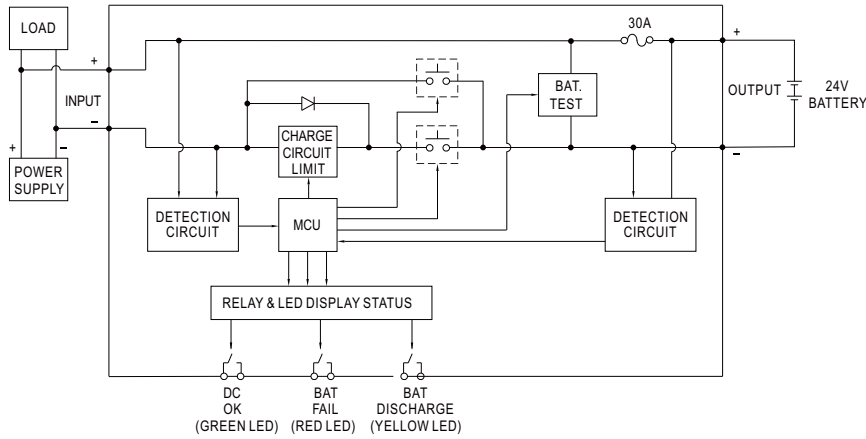 LOAD
30A
+
+
+
INPUT
BAT.
TEST
OUTPUT
24V
BATTERY
−
+
−
CHARGE
CIRCUIT
LIMIT
−
POWER
SUPPLY
DETECTION
CIRCUIT
MCU
DETECTION
CIRCUIT
RELAY & LED DISPLAY STATUS
DC
OK
(GREEN LED)
BAT
FAIL
(RED LED)
BAT
DISCHARGE
(YELLOW LED)